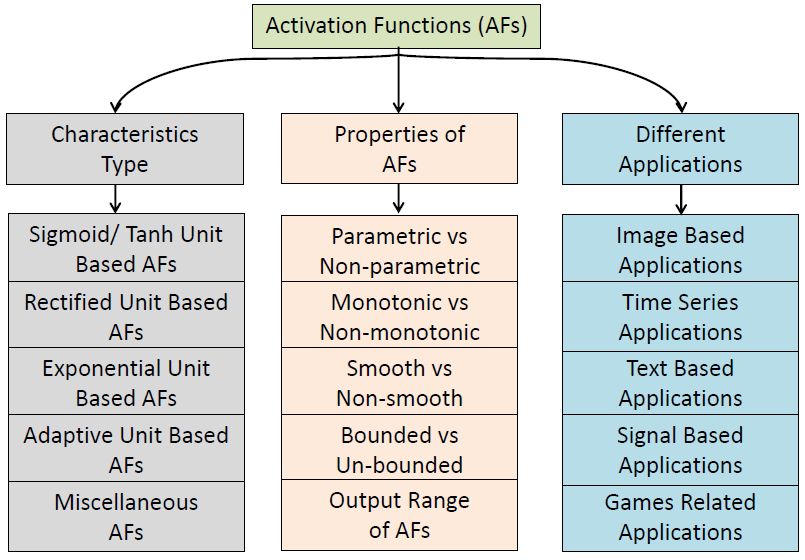 Activation Functions (AFs)
Characteristics
Type
Sigmoid/ Tanh Unit
Based AFs
Rectified Unit Based
AFs
Exponential Unit
Based AFs
Adaptive Unit Based
AFs
Miscellaneous
AFs
Properties of
AFs
Parametric vs
Non-parametric
Monotonic vs
Non-monotonic
Smooth vs
Non-smooth
Bounded vs
Un-bounded
Output Range
of AFs
Different
Applications
Image Based
Applications
Time Series
Applications
Text Based
Applications
Signal Based
Applications
Games Related
Applications